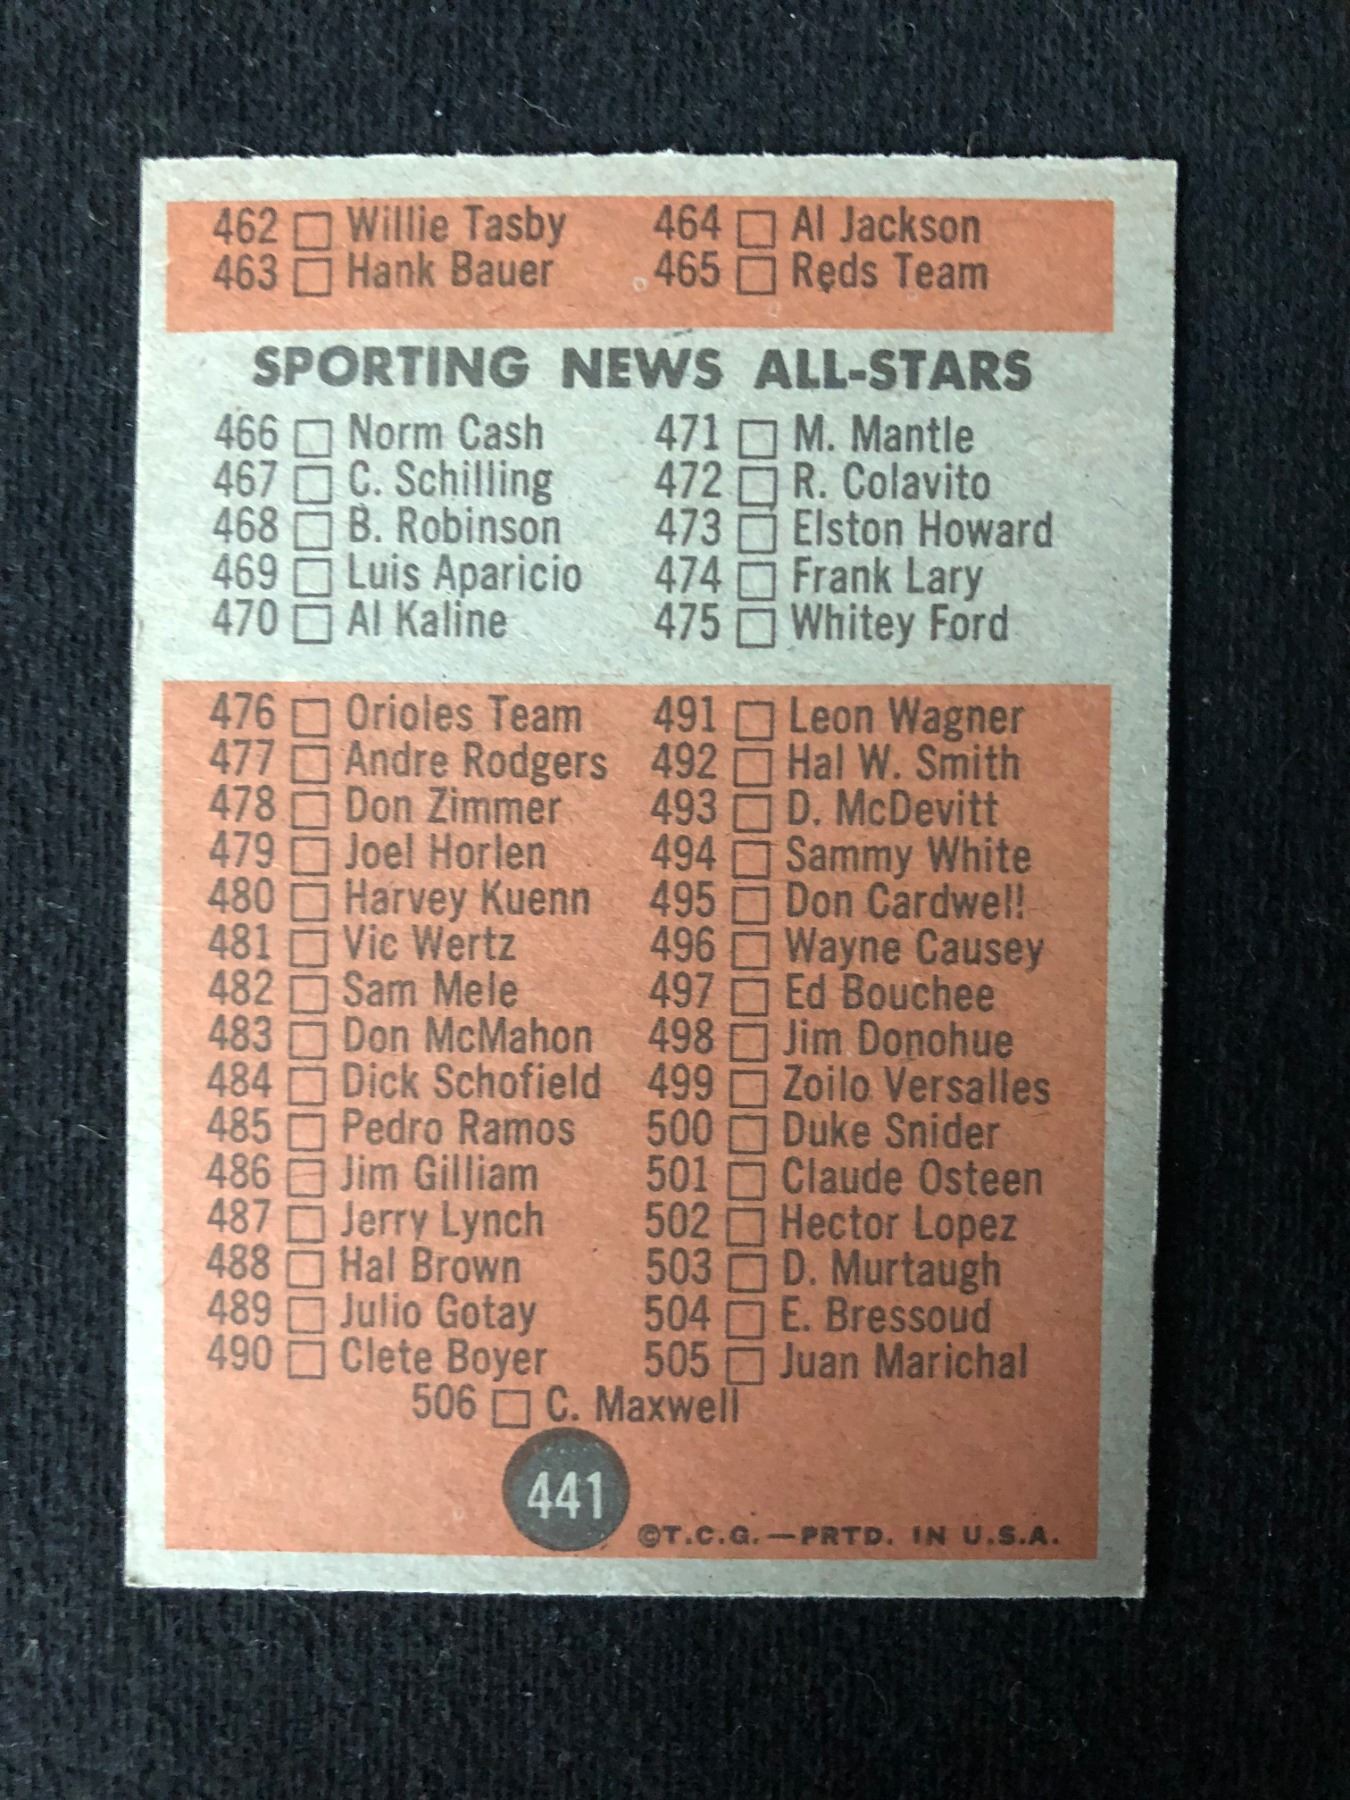 462 Willie Tasby 464 Al Jackson
463 Hank Bauer 465 Reds Team
SPORTING NEWS ALL-STARS
466 Norm Cash 471 M. Mantle
467 C. Schilling 472 R. Colavito
468 B. Robinson 473 Elston Howard
469 Luis Aparicio 474 Frank Lary
470 Al Kaline 475 Whitey Ford
476 Orioles Team 491 Leon Wagner
477 Andre Rodgers 492 Hal W. Smith
478 Don Zimmer 493 D. McDevitt
479 Joel Horlen 494 Sammy White
480 Harvey Kuenn 495 Don Cardwell
481 Vic Wertz 496 Wayne Causey
482 Sam Mele 497 Ed Bouchee
483 Don McMahon 498 Jim Donohue
484 Dick Schofield 499 Zoilo Versalles
485 Pedro Ramos 500 Duke Snider
486 Jim Gilliam 501 Claude Osteen
487 Jerry Lynch 502 Hector Lopez
488 Hal Brown 503 D. Murtaugh
489 Julio Gotay 504 E. Bressoud
490 Clete Boyer 505 Juan Marichal
506 C. Maxwell
441
©T.C.G.—PRTD. IN U.S.A.